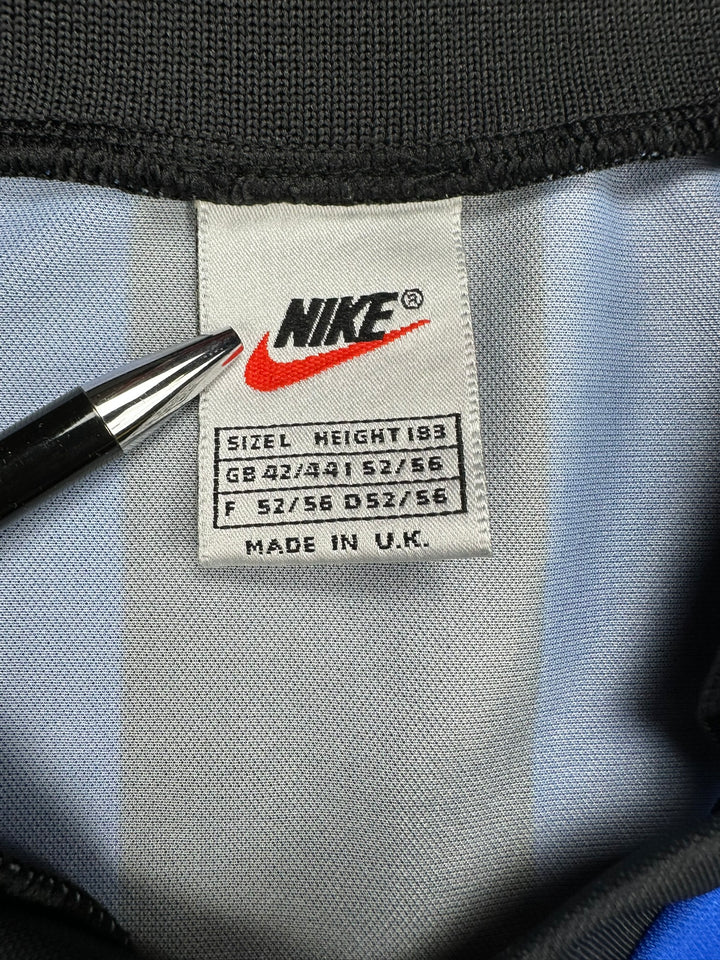 NIKE®
SIZE L HEIGHT 183
GB 42/44 I 52/56
F 52/56 D 52/56
MADE IN U.K.